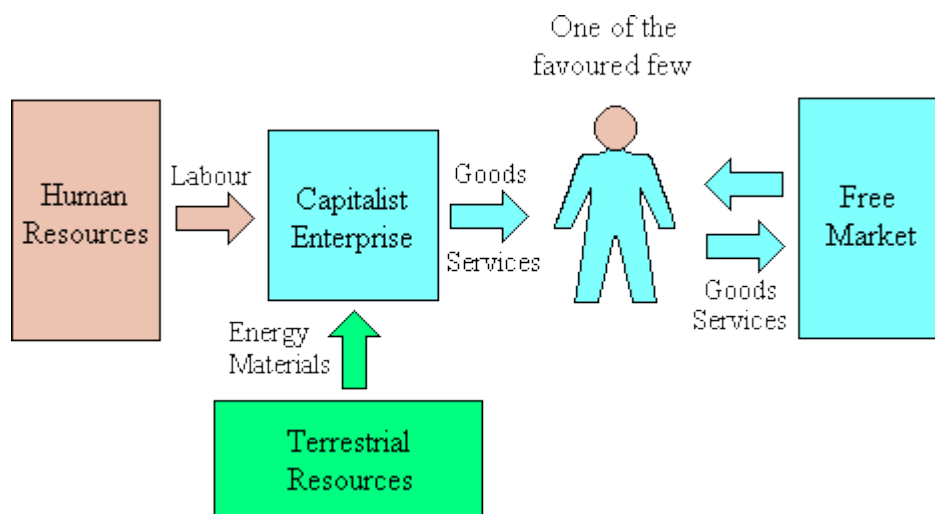 One of the
favoured few
Human
Resources
Labour
Capitalist
Enterprise
Goods
Services
Free
Market
Goods
Services
Energy
Materials
Terrestrial
Resources